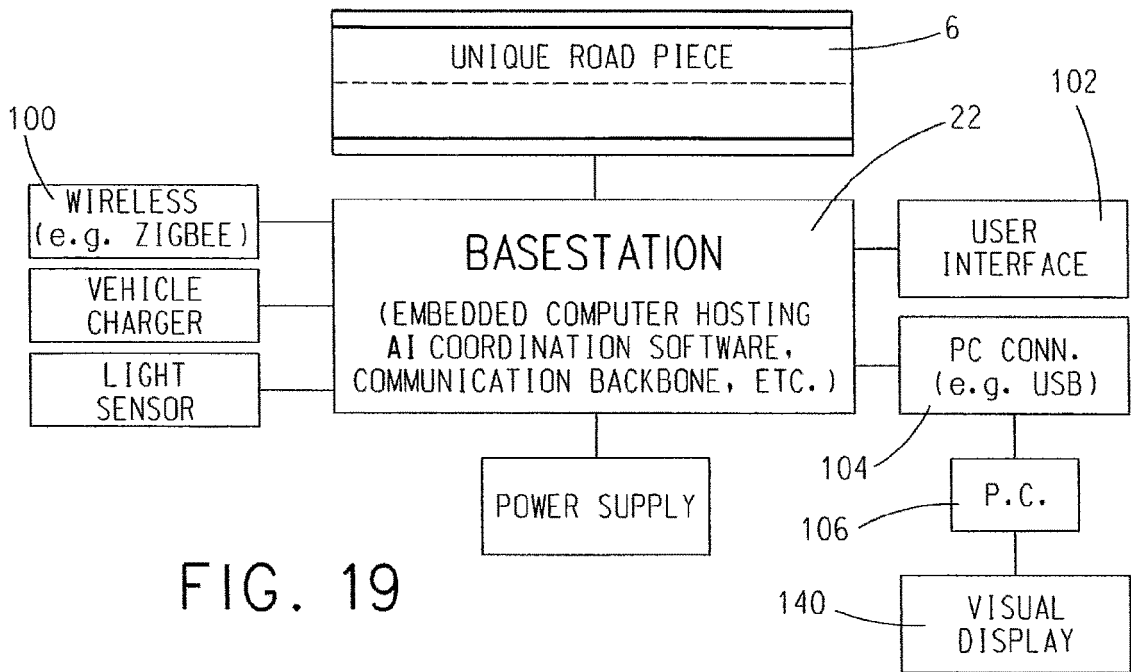 6
UNIQUE ROAD PIECE
102
100
22
WIRELESS
(e.g. ZIGBEE)
VEHICLE
CHARGER
LIGHT
SENSOR
BASESTATION
(EMBEDDED COMPUTER HOSTING
AI COORDINATION SOFTWARE,
COMMUNICATION BACKBONE, ETC.)
USER
INTERFACE
PC CONN.
(e.g. USB)
104
POWER SUPPLY
P.C.
106
140
VISUAL
DISPLAY
FIG. 19